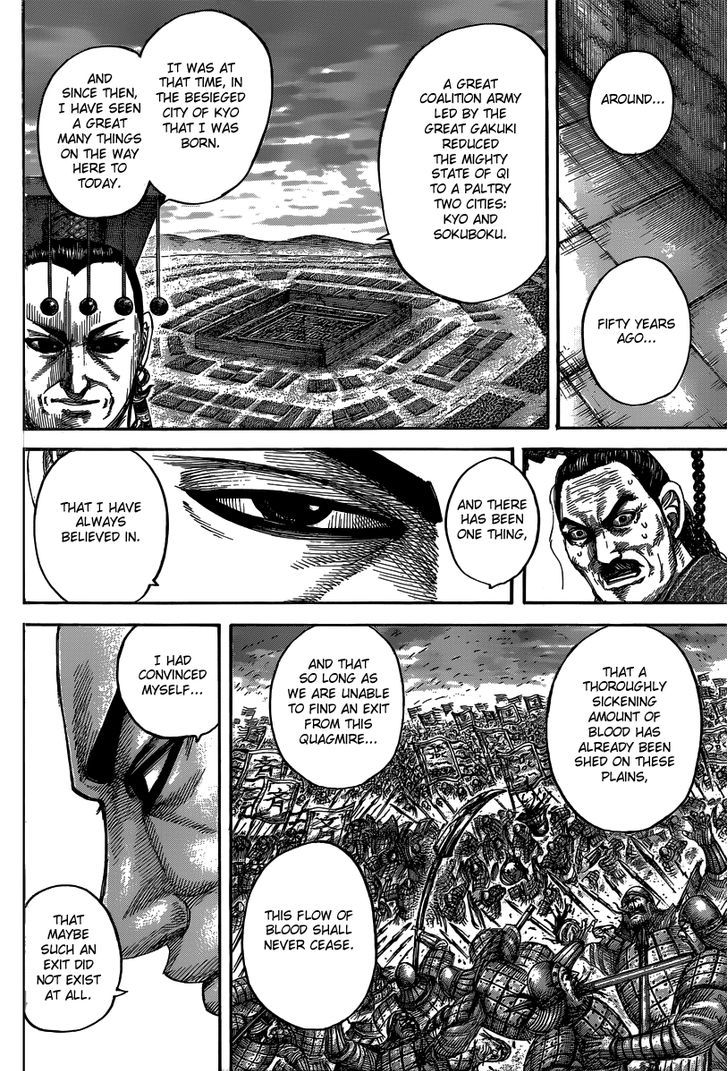 AROUND...
FIFTY YEARS
AGO...
A GREAT
COALITION ARMY
LED BY THE
GREAT GAKUKI
REDUCED
THE MIGHTY
STATE OF QI
TO A PALTRY
TWO CITIES:
KYO AND
SOKUBOKU.
IT WAS AT
THAT TIME, IN
THE BESIEGED
CITY OF KYO
THAT I WAS
BORN.
AND
SINCE THEN,
I HAVE SEEN
A GREAT
MANY THINGS
ON THE WAY
HERE TO
TODAY.
AND THERE
HAS BEEN
ONE THING,
THAT I HAVE
ALWAYS
BELIEVED IN.
THAT A
THOROUGHLY
SICKENING
AMOUNT OF
BLOOD HAS
ALREADY BEEN
SHED ON THESE
PLAINS,
AND THAT
SO LONG AS
WE ARE UNABLE
TO FIND AN EXIT
FROM THIS
QUAGMIRE...
THIS FLOW OF
BLOOD SHALL
NEVER CEASE.
I HAD
CONVINCED
MYSELF...
THAT
MAYBE
SUCH AN
EXIT DID
NOT EXIST
AT ALL.